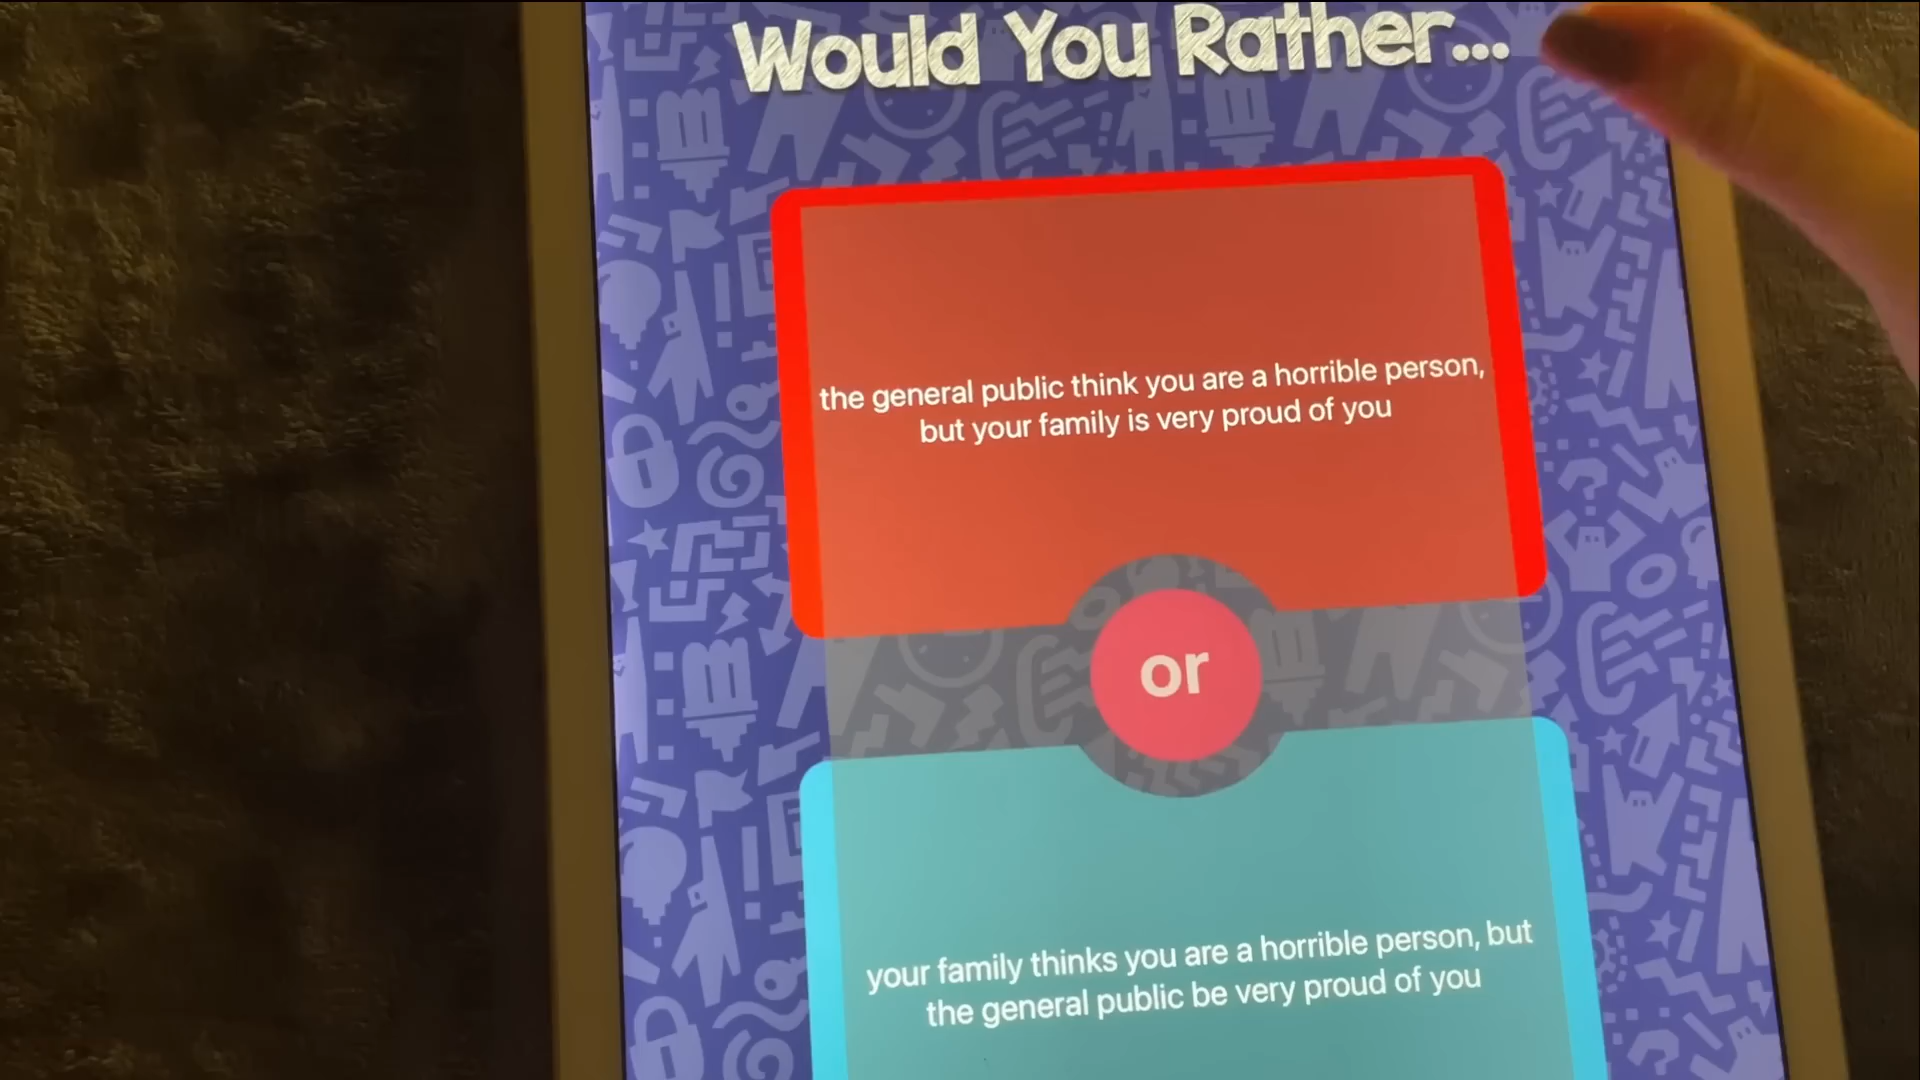 Would You Rather...
the general public think you are a horrible person,
but your family is very proud of you
or
your family thinks you are a horrible person, but
the general public be very proud of you